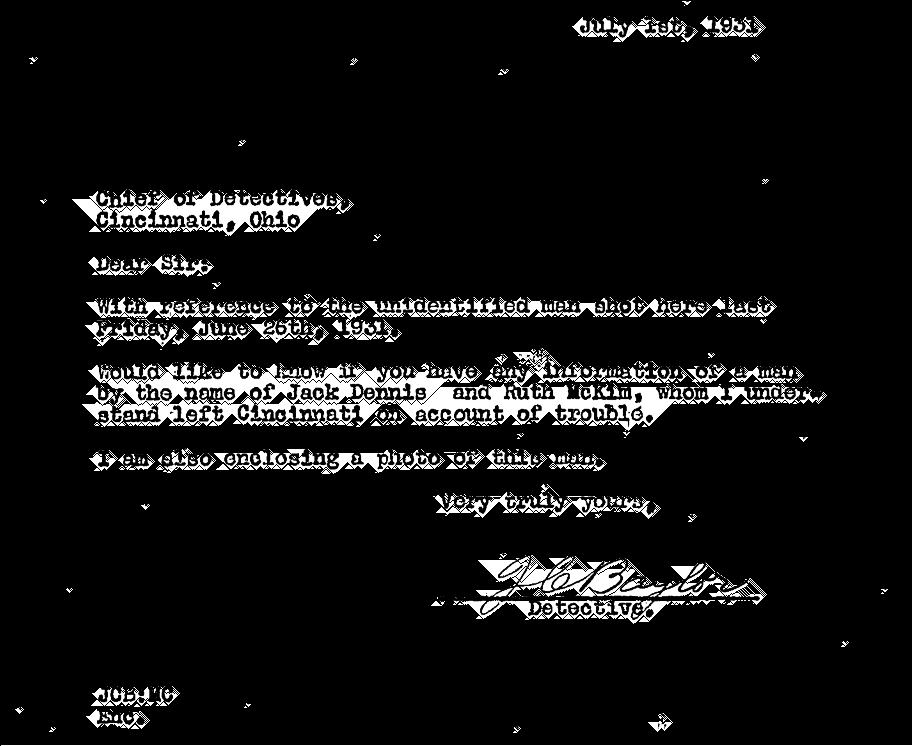 July 1st, 1931
Chief of Detectives,
Cincinnati, Ohio
Dear Sir:
With reference to the unidentified man shot here last
Friday, June 26th, 1931,
Would like to know if you have any information of a man
by the name of Jack Dennis and Ruth McKim, whom I under-
stand left Cincinnati on account of trouble.
I am also enclosing a photo of this man.
Very truly yours,
Detective.
JCB:MC
Enc.